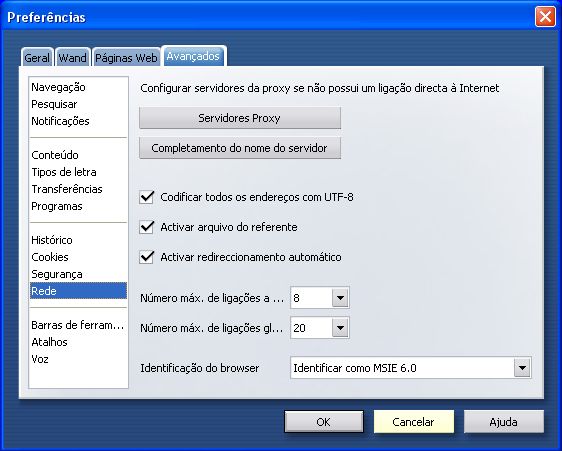 Preferências
Geral
Wand
Páginas Web
Avançados
Navegação
Pesquisar
Notificações
Conteúdo
Tipos de letra
Transferências
Programas
Histórico
Cookies
Segurança
Rede
Barras de ferram...
Atalhos
Voz
Configurar servidores da proxy se não possui um ligação directa à Internet
Servidores Proxy
Completamento do nome do servidor
Codificar todos os endereços com UTF-8
Activar arquivo do referente
Activar redireccionamento automático
Número máx. de ligações a ... 8
Número máx. de ligações gl... 20
Identificação do browser Identificar como MSIE 6.0
OK
Cancelar
Ajuda